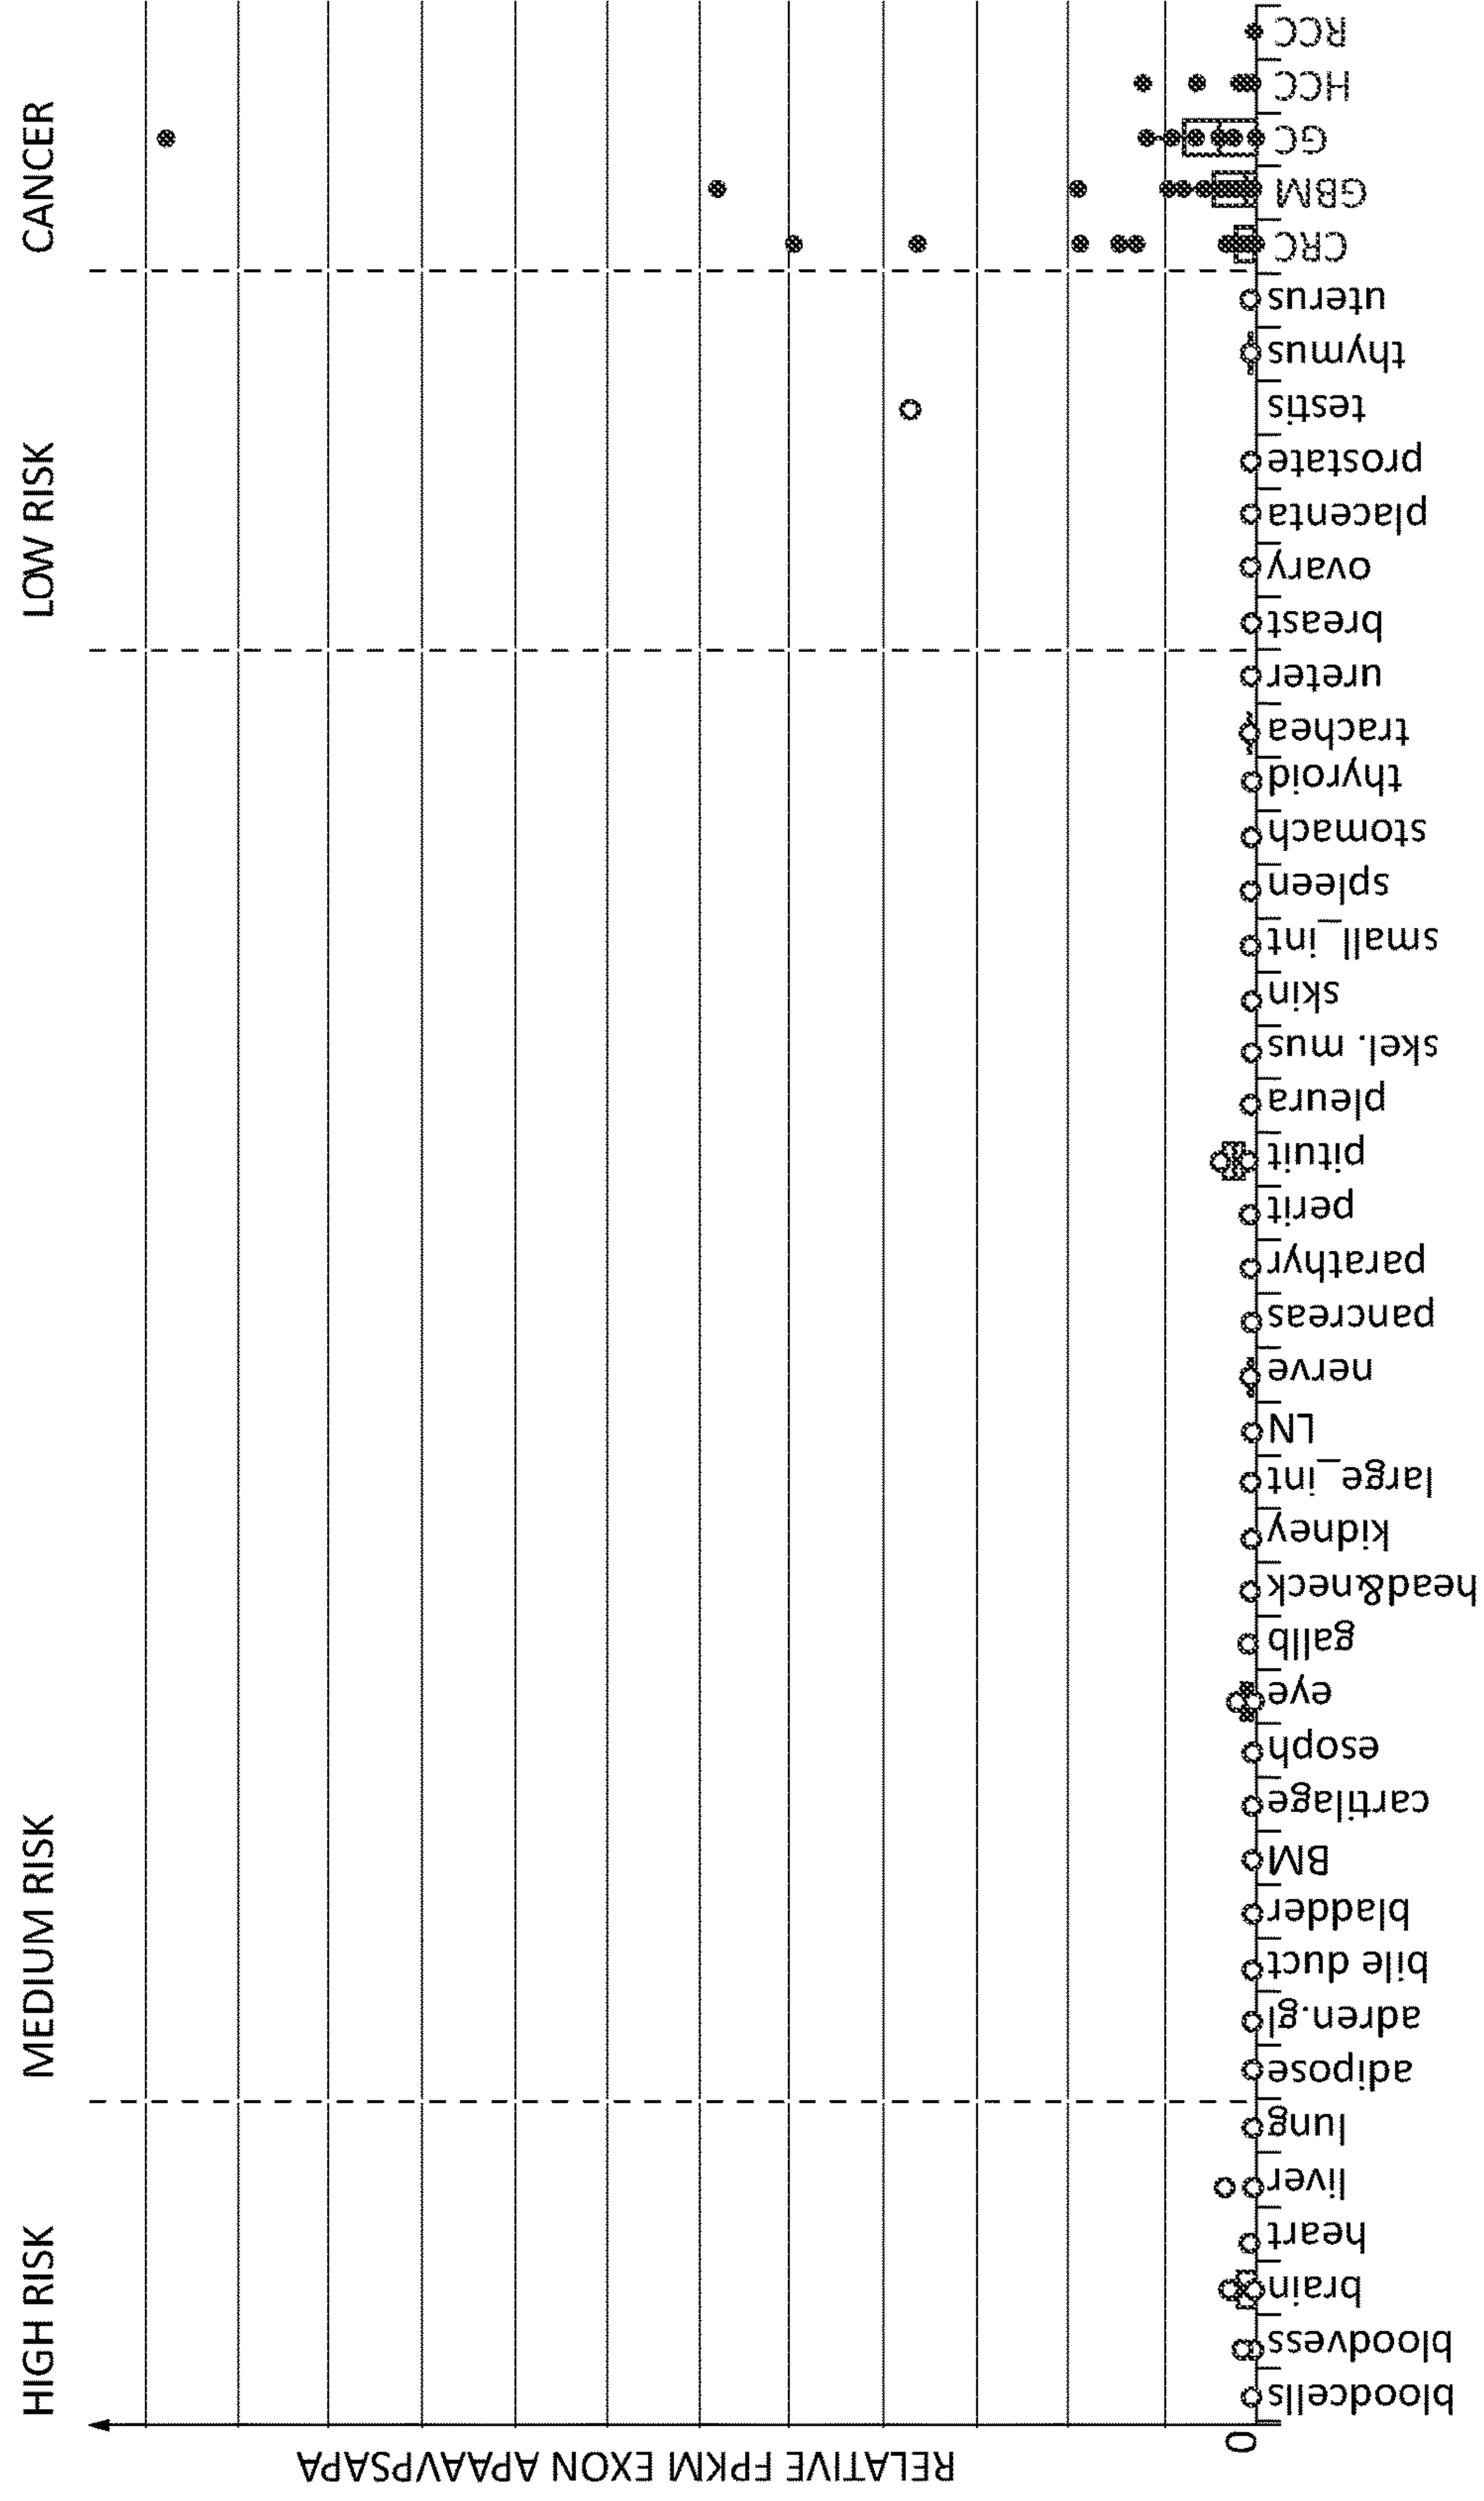 HIGH RISK
MEDIUM RISK
LOW RISK
CANCER
RELATIVE FPKM EXON APAAVPSAPA
0
bloodcells
bloodvess
brain
heart
liver
lung
adipose
adren.gl
bile duct
bladder
BM
cartilage
esoph
eye
gallb
head&neck
kidney
large_int
LN
nerve
pancreas
parathyr
perit
pituit
pleura
skel. mus
skin
small_int
spleen
stomach
thyroid
trachea
ureter
breast
ovary
placenta
prostate
testis
thymus
uterus
CRC
GBM
GC
HCC
RCC